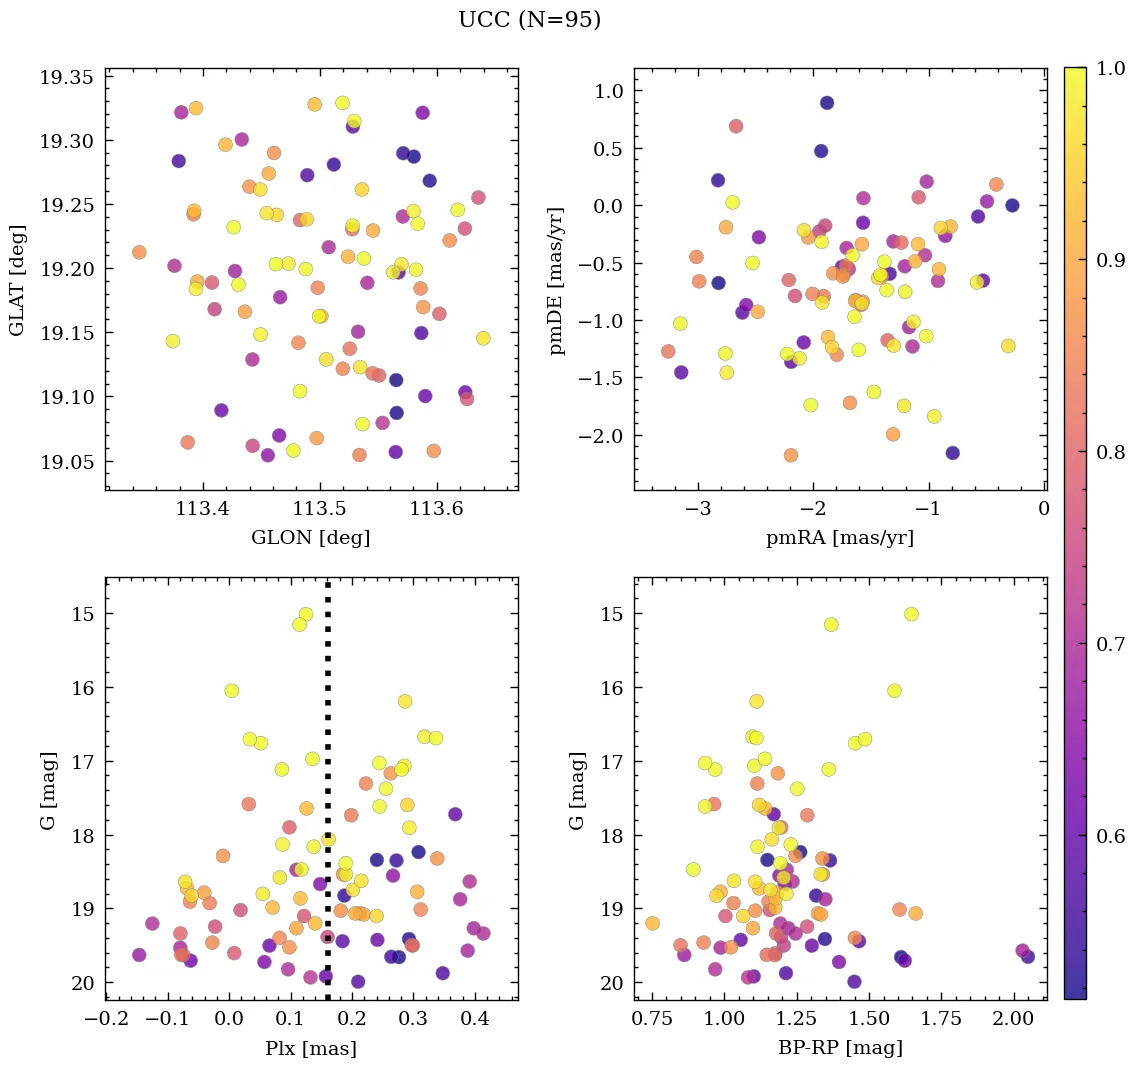 UCC (N=95)
19.35
19.30
19.25
19.20
19.15
19.10
19.05
GLAT [deg]
113.4 113.5 113.6
GLON [deg]
1.0
0.5
0.0
−0.5
−1.0
−1.5
−2.0
pmDE [mas/yr]
−3 −2 −1 0
pmRA [mas/yr]
15
16
17
18
19
20
G [mag]
−0.2 −0.1 0.0 0.1 0.2 0.3 0.4
Plx [mas]
15
16
17
18
19
20
G [mag]
0.75 1.00 1.25 1.50 1.75 2.00
BP-RP [mag]
1.0
0.9
0.8
0.7
0.6